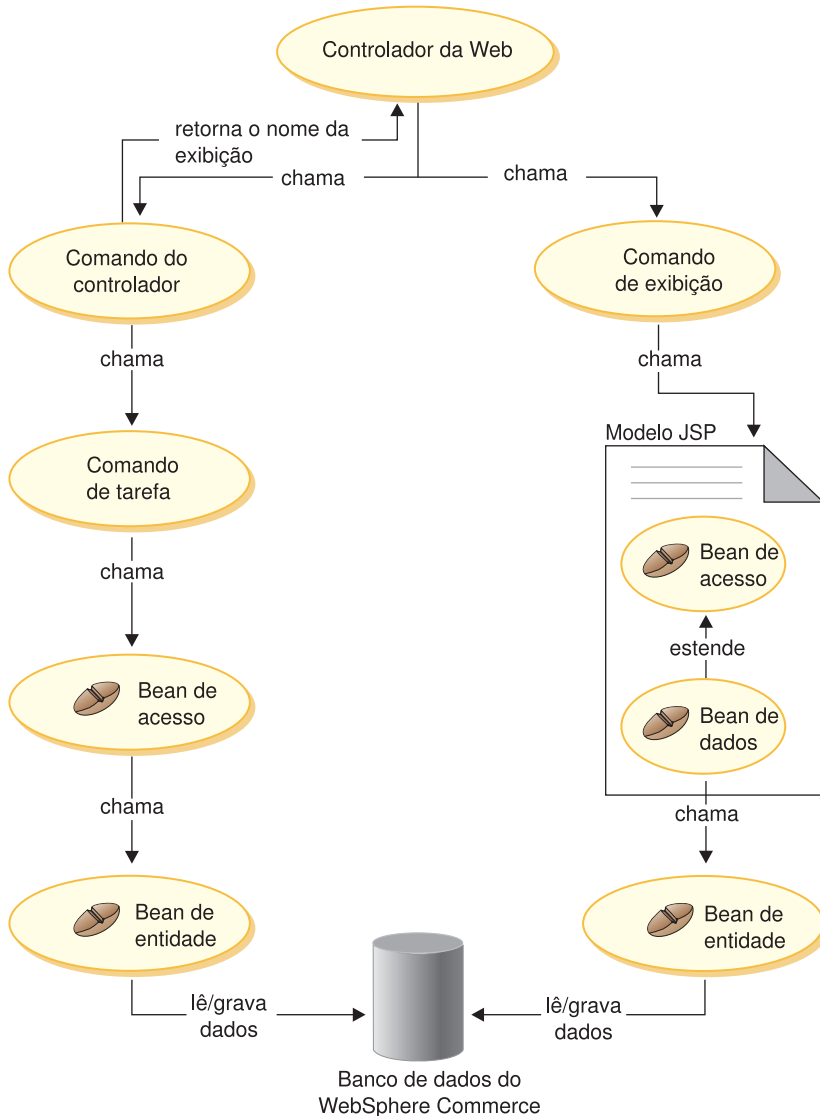 Controlador da Web
retorna o nome da
exibição
chama
chama
Comando do
controlador
Comando
de exibição
chama
chama
Modelo JSP
Comando
de tarefa
Bean de
acesso
chama
estende
Bean de
acesso
Bean de
dados
chama
chama
Bean de
entidade
Bean de
entidade
lê/grava
dados
lê/grava
dados
Banco de dados do
WebSphere Commerce